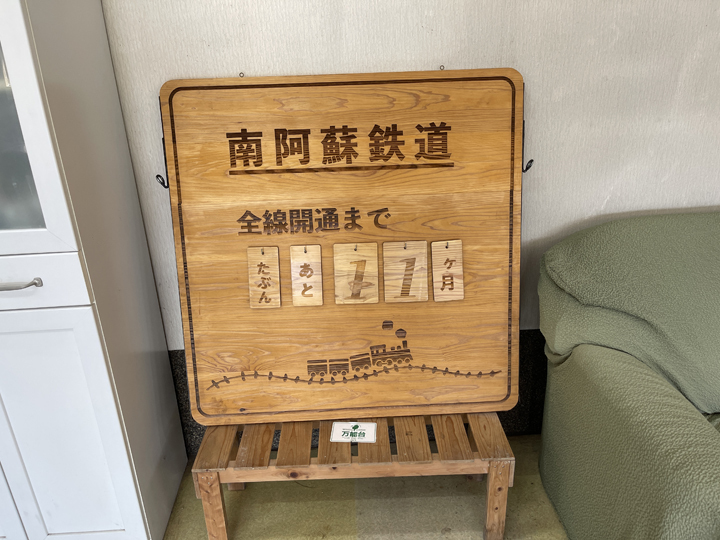 南阿蘇鉄道
全線開通まで
たぶん あと 11 ヶ月
万能台